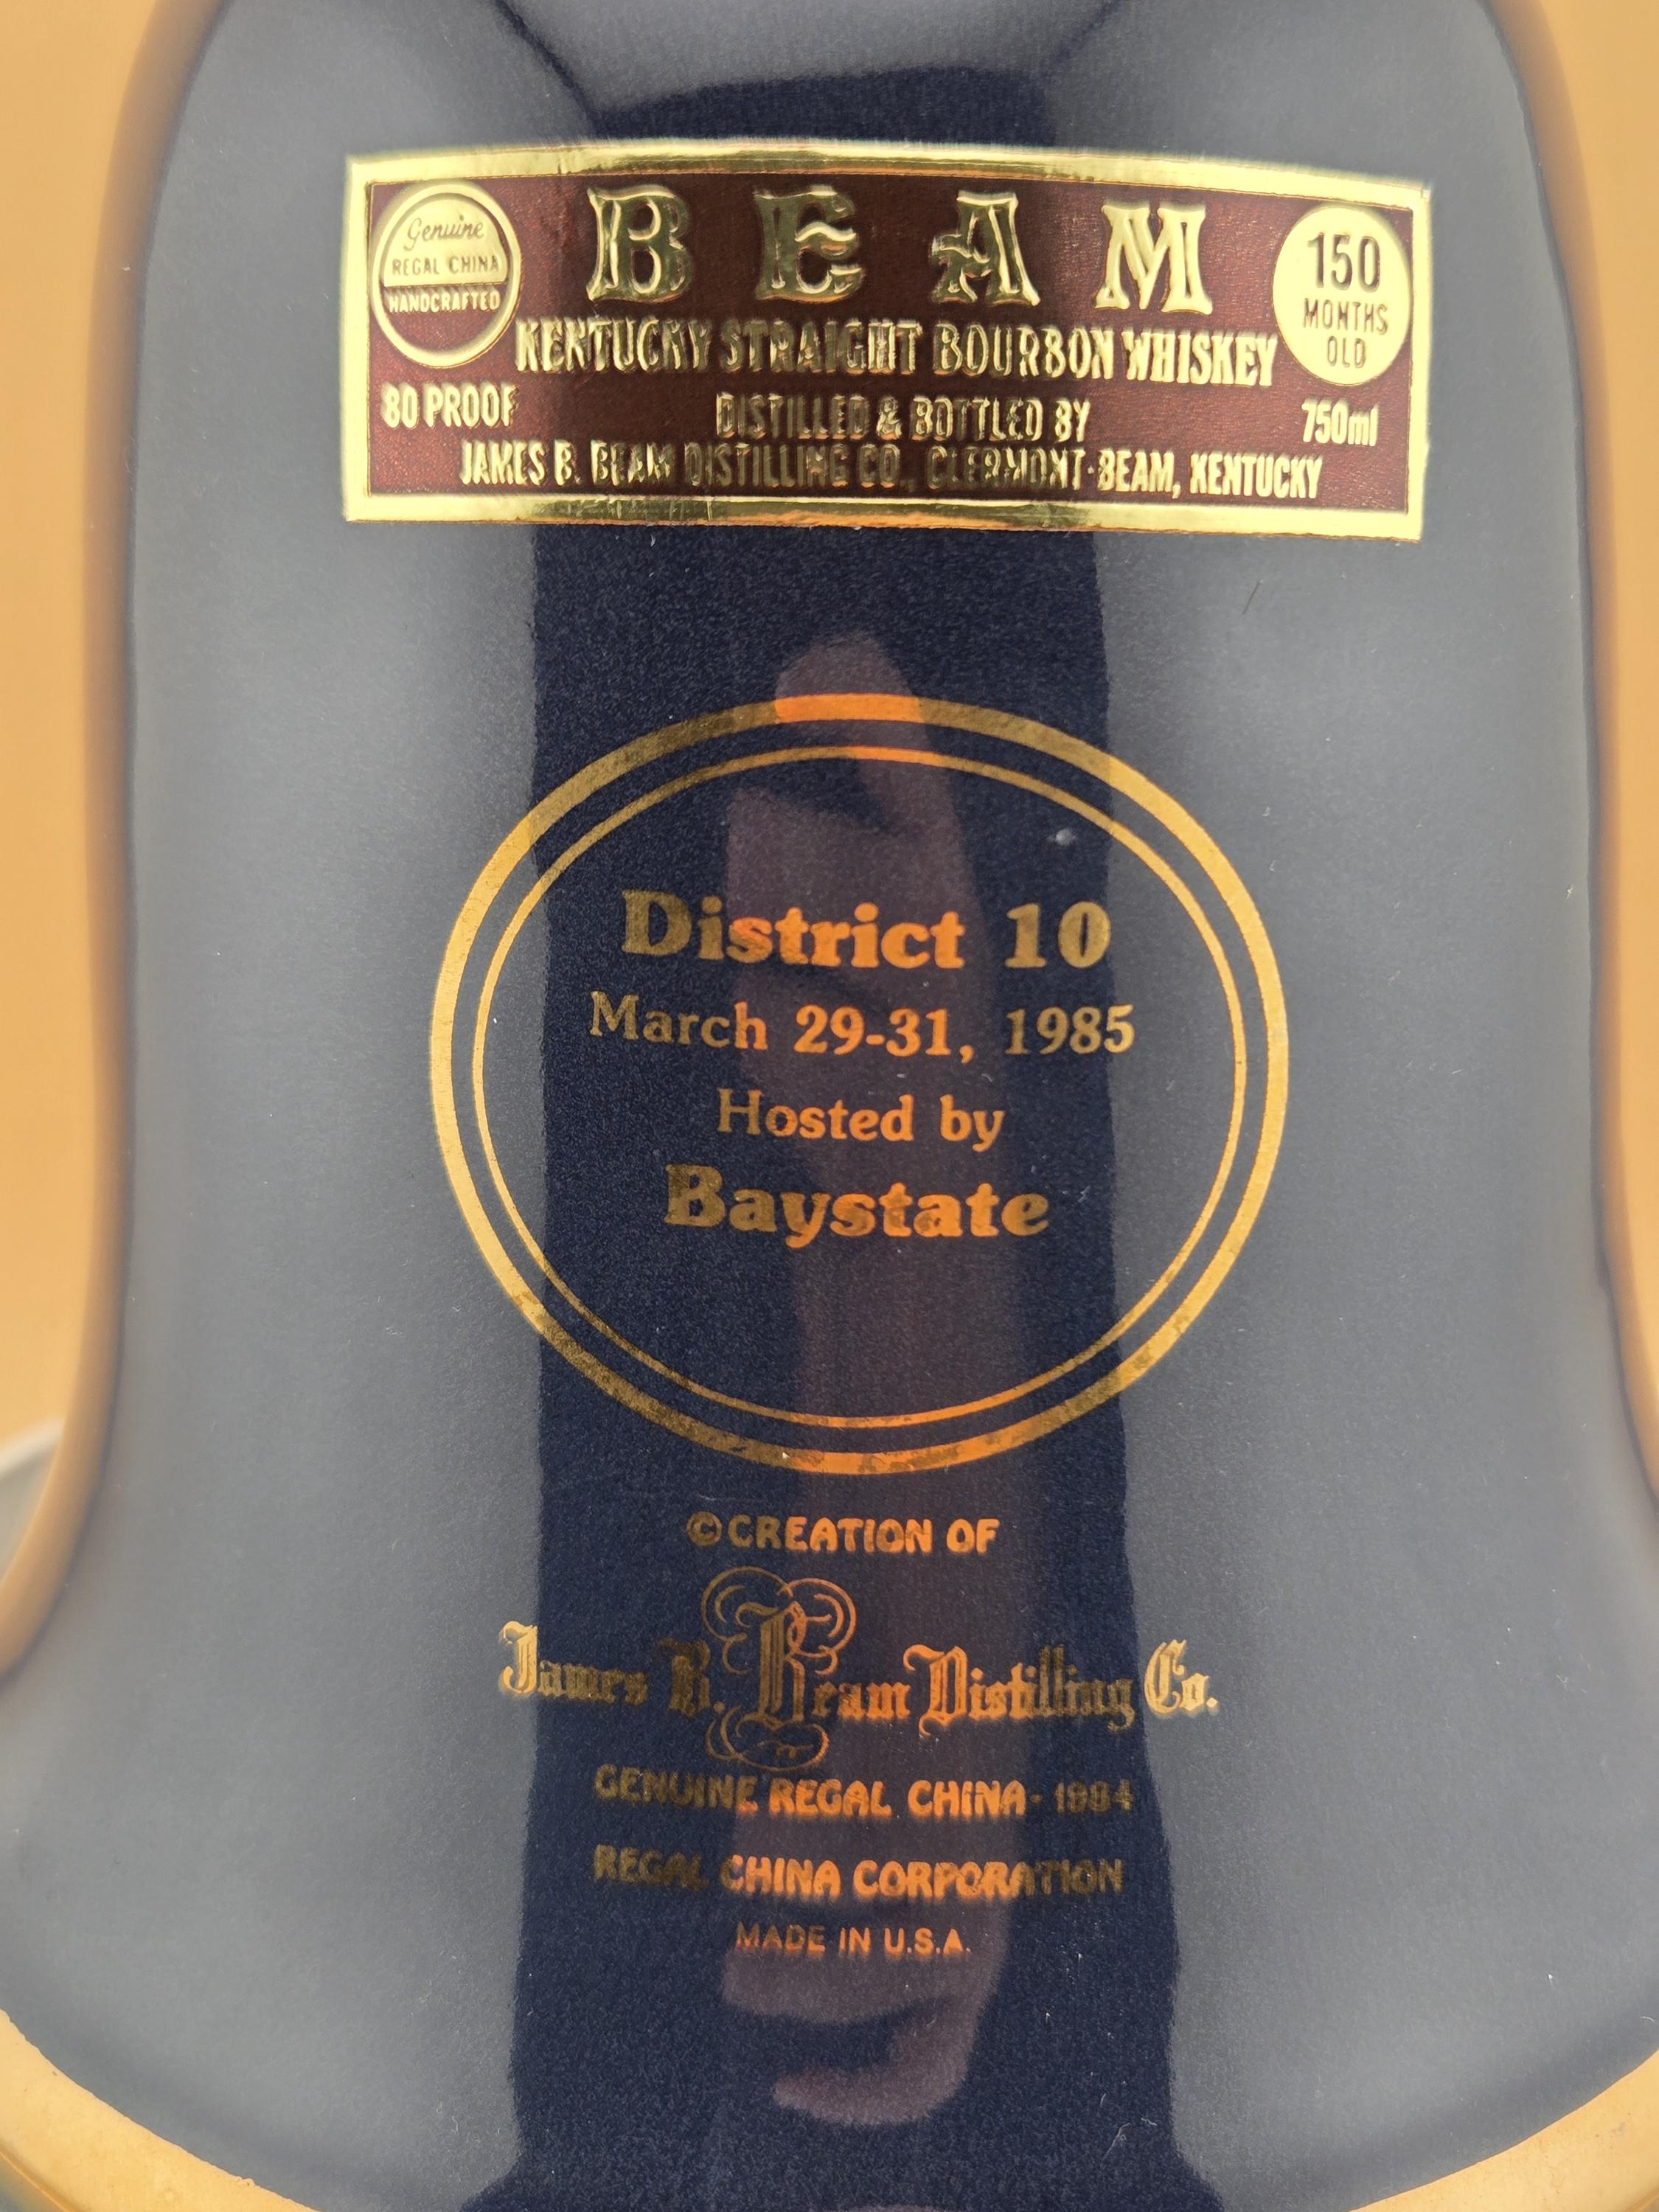 Genuine
REGAL CHINA
HANDCRAFTED
BEAM
150
MONTHS
OLD
KENTUCKY STRAIGHT BOURBON WHISKEY
80 PROOF
DISTILLED & BOTTLED BY
750ml
JAMES B. BEAM DISTILLING CO., CLERMONT·BEAM, KENTUCKY
District 10
March 29-31, 1985
Hosted by
Baystate
©CREATION OF
James B. Beam Distilling Co.
GENUINE REGAL CHINA - 1984
REGAL CHINA CORPORATION
MADE IN U.S.A.